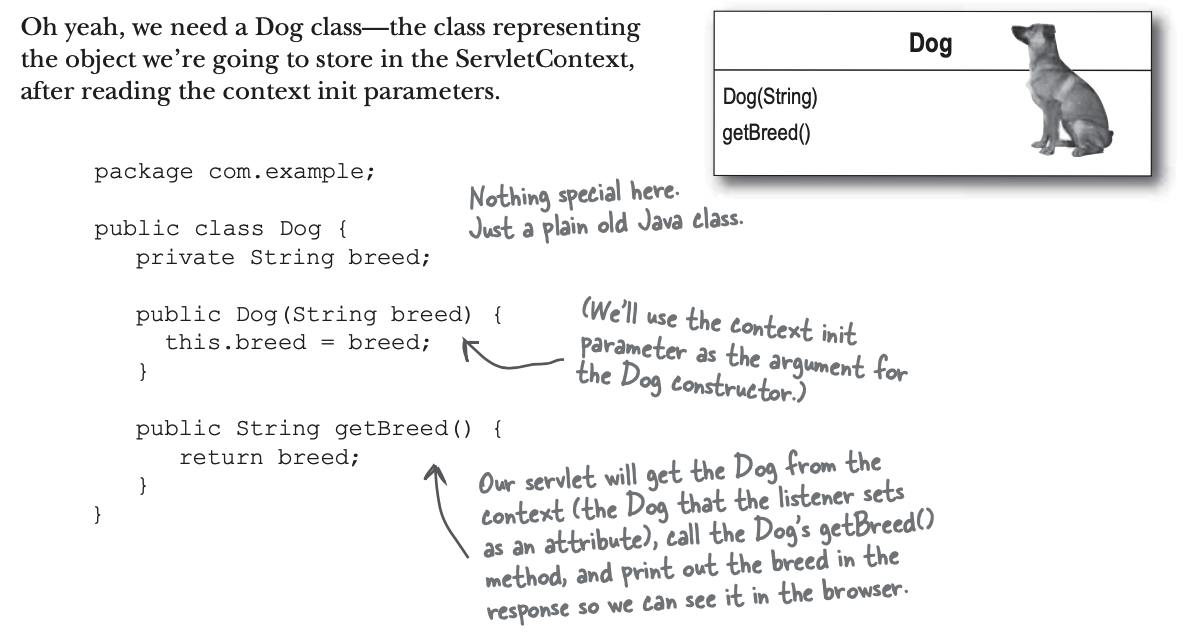 Oh yeah, we need a Dog class—the class representing
the object we’re going to store in the ServletContext,
after reading the context init parameters.
Dog
Dog(String)
getBreed()
package com.example;
Nothing special here.
Just a plain old Java class.
public class Dog {
private String breed;
public Dog(String breed) {
this.breed = breed;
}
(We’ll use the context init
parameter as the argument for
the Dog constructor.)
public String getBreed() {
return breed;
}
}
Our servlet will get the Dog from the
context (the Dog that the listener sets
as an attribute), call the Dog’s getBreed()
method, and print out the breed in the
response so we can see it in the browser.